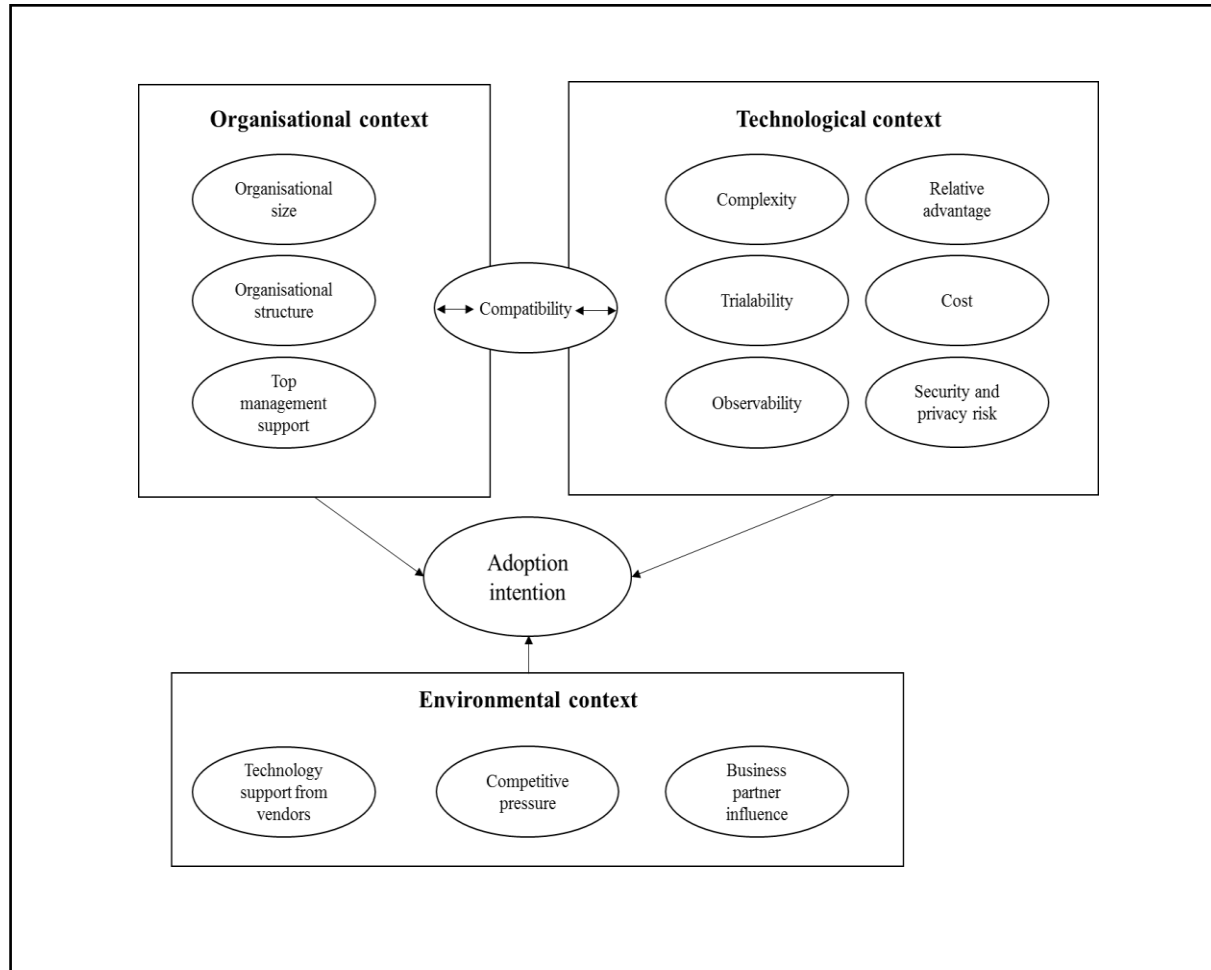 Organisational context
Organisational
size
Organisational
structure
Top
management
support
Compatibility
Technological context
Complexity
Relative
advantage
Trialability
Cost
Observability
Security and
privacy risk
Adoption
intention
Environmental context
Technology
support from
vendors
Competitive
pressure
Business
partner
influence